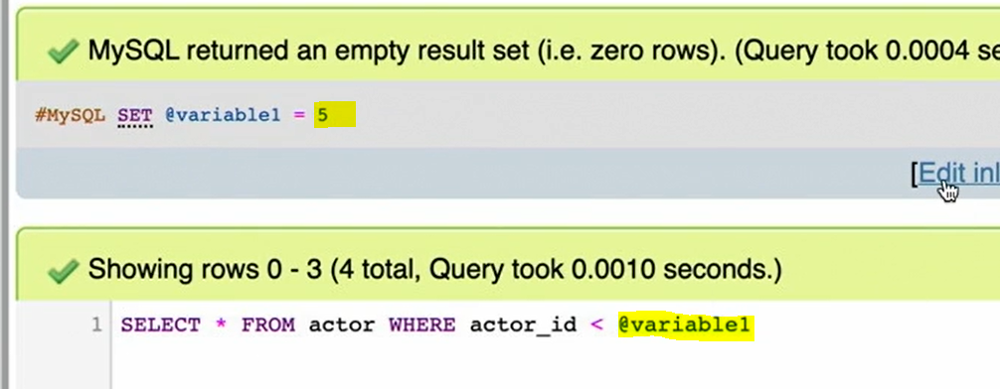 MySQL returned an empty result set (i.e. zero rows). (Query took 0.0004 se
#MySQL SET @variable1 = 5
[Edit inl
Showing rows 0 - 3 (4 total, Query took 0.0010 seconds.)
1 SELECT * FROM actor WHERE actor_id < @variable1